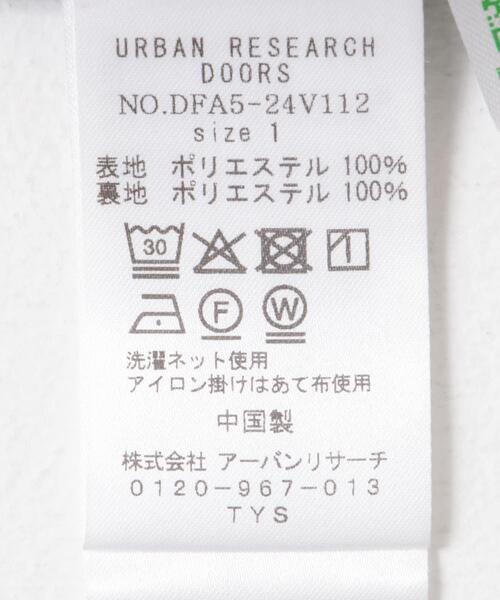 URBAN RESEARCH
DOORS
NO.DFA5-24V112
size 1
表地 ポリエステル 100%
裏地 ポリエステル 100%
30
F W
洗濯ネット使用
アイロン掛けはあて布使用
中国製
株式会社 アーバンリサーチ
0120-967-013
TYS